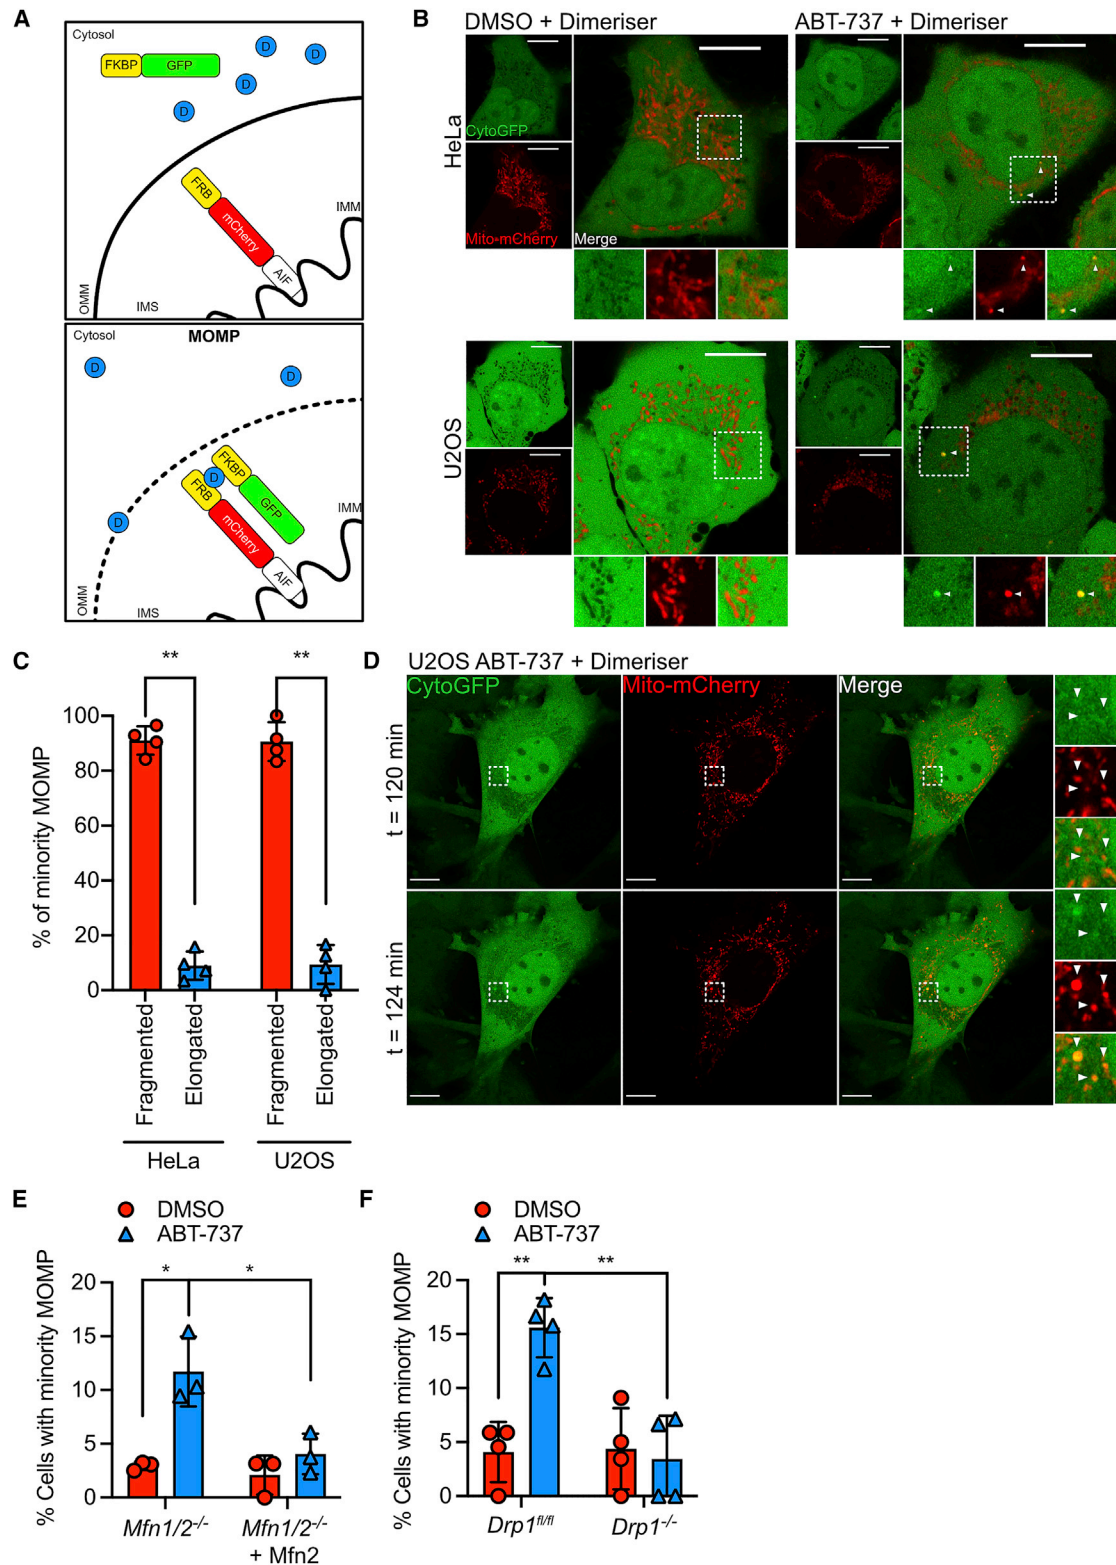 A
Cytosol
FKBP
GFP
D
D
D
D
FRB
mCherry
AIF
IMM
OMM
IMS
Cytosol
MOMP
D
D
FKBP
FRB
D
GFP
mCherry
D
AIF
IMM
OMM
IMS
B
DMSO + Dimeriser
ABT-737 + Dimeriser
HeLa
CytoGFP
Mito-mCherry
Merge
U2OS
C
**
**
% of minority MOMP
100
80
60
40
20
0
Fragmented
Elongated
Fragmented
Elongated
HeLa
U2OS
D
U2OS ABT-737 + Dimeriser
CytoGFP
Mito-mCherry
Merge
t = 120 min
t = 124 min
E
DMSO
ABT-737
*
*
% Cells with minority MOMP
20
15
10
5
0
Mfn1/2-/-
Mfn1/2-/-
+ Mfn2
F
DMSO
ABT-737
**
**
% Cells with minority MOMP
20
15
10
5
0
Drp1fl/fl
Drp1-/-